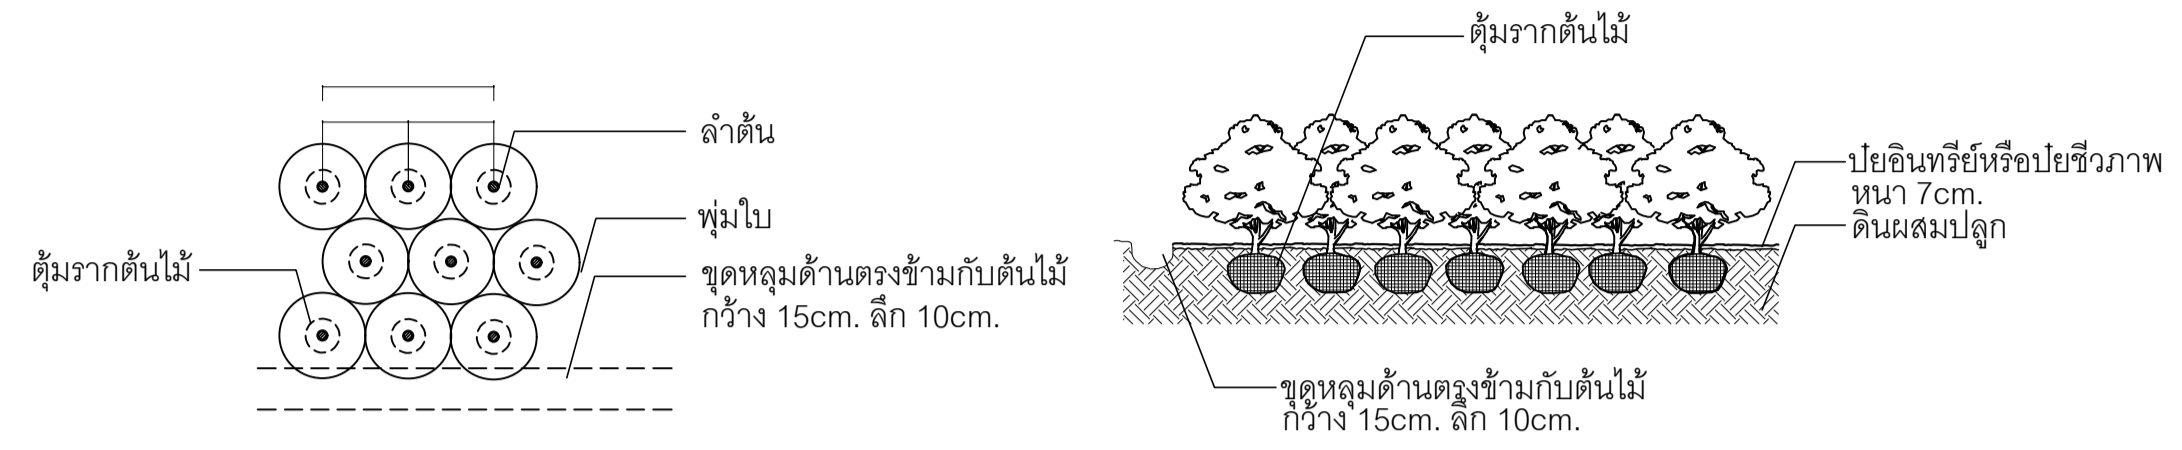 ลำต้น
พุ่มใบ
ตุ้มรากต้นไม้
ขุดหลุมด้านตรงข้ามกับต้นไม้
กว้าง 15cm. ลึก 10cm.
ตุ้มรากต้นไม้
ป๋ยอินทรีย์หรือป๋ยชีวภาพ
หนา 7cm.
ดินผสมปลูก
ขุดหลุมด้านตรงข้ามกับต้นไม้
กว้าง 15cm. ลึก 10cm.